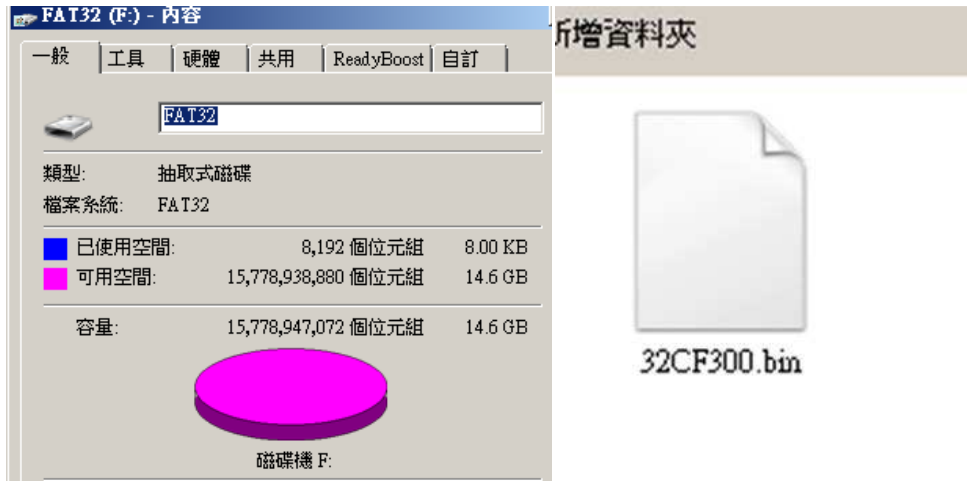 FAT32 (F:) - 內容
一般 工具 硬體 共用 ReadyBoost 自訂
FAT32
類型: 抽取式磁碟
檔案系統: FAT32
已使用空間: 8,192 個位元組 8.00 KB
可用空間: 15,778,938,880 個位元組 14.6 GB
容量: 15,778,947,072 個位元組 14.6 GB
磁碟機 F:
新增資料夾
32CF300.bin